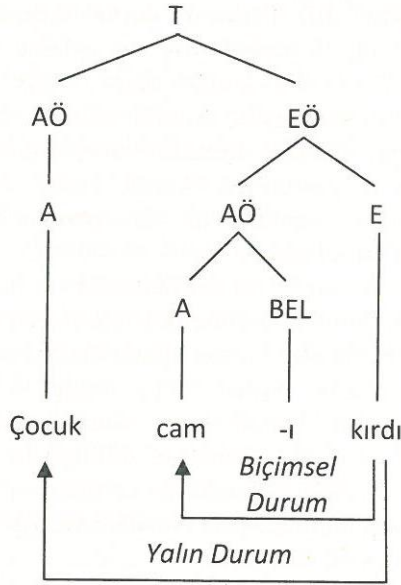 T
AÖ EÖ
A AÖ E
A BEL
Çocuk cam -ı kırdı
Biçimsel
Durum
Yalın Durum